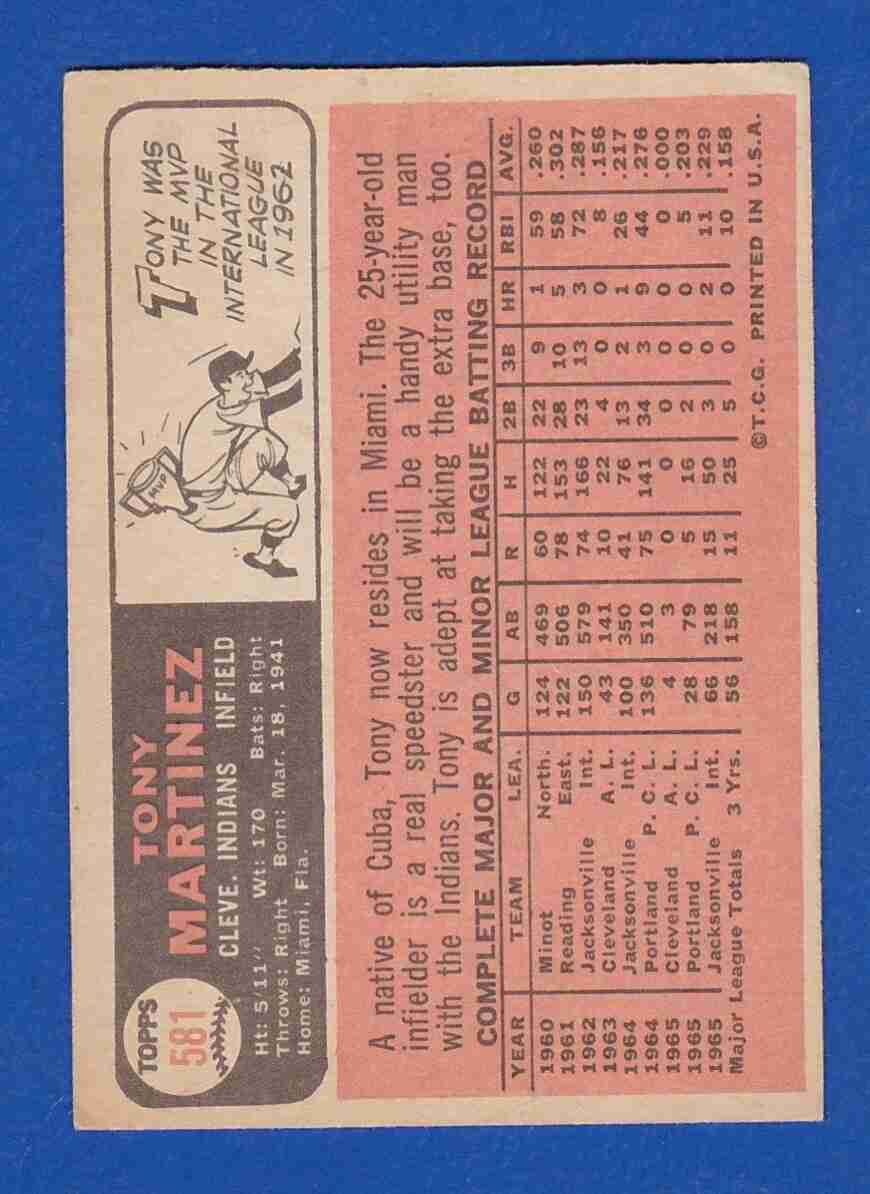 TOPPS
581
TONY
MARTINEZ
CLEVE. INDIANS INFIELD
Ht: 5'11" Wt: 170 Bats: Right
Throws: Right Born: Mar. 18, 1941
Home: Miami, Fla.
MVP
TONY WAS
THE MVP
IN THE
INTERNATIONAL
LEAGUE
IN 1962
A native of Cuba, Tony now resides in Miami. The 25-year-old
infielder is a real speedster and will be a handy utility man
with the Indians. Tony is adept at taking the extra base, too.
COMPLETE MAJOR AND MINOR LEAGUE BATTING RECORD
YEAR TEAM LEA. G AB R H 2B 3B HR RBI AVG.
1960 Minot North. 124 469 60 122 22 9 1 59 .260
1961 Reading East. 122 506 78 153 28 10 5 58 .302
1962 Jacksonville Int. 150 579 74 166 23 13 3 72 .287
1963 Cleveland A. L. 43 141 10 22 4 0 0 8 .156
1964 Jacksonville Int. 100 350 41 76 13 2 1 26 .217
1964 Portland P. C. L. 136 510 75 141 34 3 9 44 .276
1965 Cleveland A. L. 4 3 0 0 0 0 0 0 .000
1965 Portland P. C. L. 28 79 5 16 2 0 0 5 .203
1965 Jacksonville Int. 66 218 15 50 3 0 2 11 .229
Major League Totals 3 Yrs. 56 158 11 25 5 0 0 10 .158
©T.C.G. PRINTED IN U.S.A.